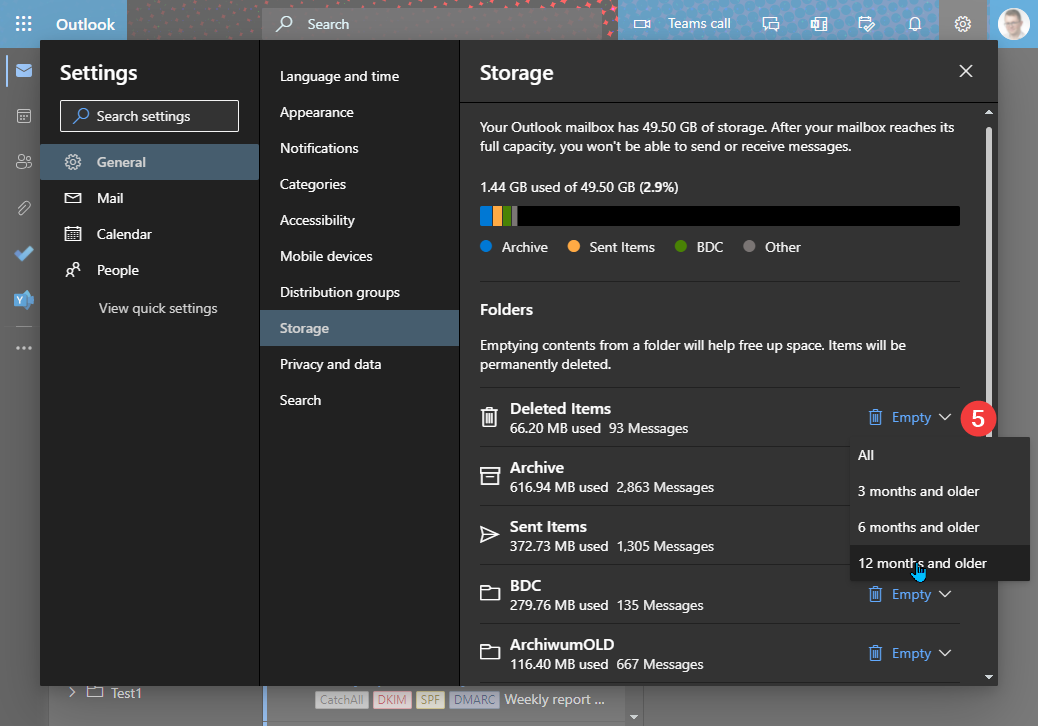 Outlook
Search
Teams call
Settings
Search settings
General
Mail
Calendar
People
View quick settings
Language and time
Appearance
Notifications
Categories
Accessibility
Mobile devices
Distribution groups
Storage
Privacy and data
Search
Storage
Your Outlook mailbox has 49.50 GB of storage. After your mailbox reaches its
full capacity, you won't be able to send or receive messages.
1.44 GB used of 49.50 GB (2.9%)
Archive Sent Items BDC Other
Folders
Emptying contents from a folder will help free up space. Items will be
permanently deleted.
Deleted Items
66.20 MB used 93 Messages
Empty
5
All
3 months and older
6 months and older
12 months and older
Archive
616.94 MB used 2,863 Messages
Sent Items
372.73 MB used 1,305 Messages
BDC
279.76 MB used 135 Messages
Empty
ArchiwumOLD
116.40 MB used 667 Messages
Empty
Test1
CatchAll DKIM SPF DMARC Weekly report ...